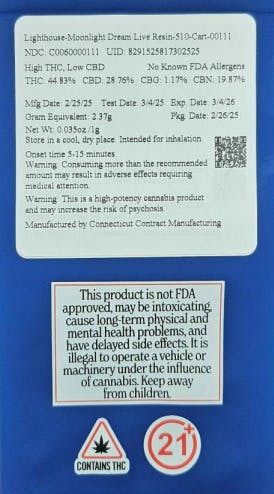 Lighthouse-Moonlight Dream Live Resin-510-Cart-00111
NDC: C0060000111 UID: 8291525817302525
High THC, Low CBD No Known FDA Allergens
THC: 44.83% CBD: 28.76% CBG: 1.17% CBN: 19.87%
Mfg Date: 2/25/25 Test Date: 3/4/25 Exp Date: 3/4/26
Gram Equivalent: 2.37g Pkg. Date: 2/26/25
Net Wt: 0.035oz/1g
Store in a cool, dry place. Intended for inhalation
Onset time 5-15 minutes
Warning: Consuming more than the recommended
amount may result in adverse effects requiring
medical attention.
Warning: This is a high-potency cannabis product
and may increase the risk of psychosis.
Manufactured by Connecticut Contract Manufacturing
This product is not FDA
approved, may be intoxicating,
cause long-term physical and
mental health problems, and
have delayed side effects. It is
illegal to operate a vehicle or
machinery under the influence
of cannabis. Keep away
from children.
CONTAINS THC
21+